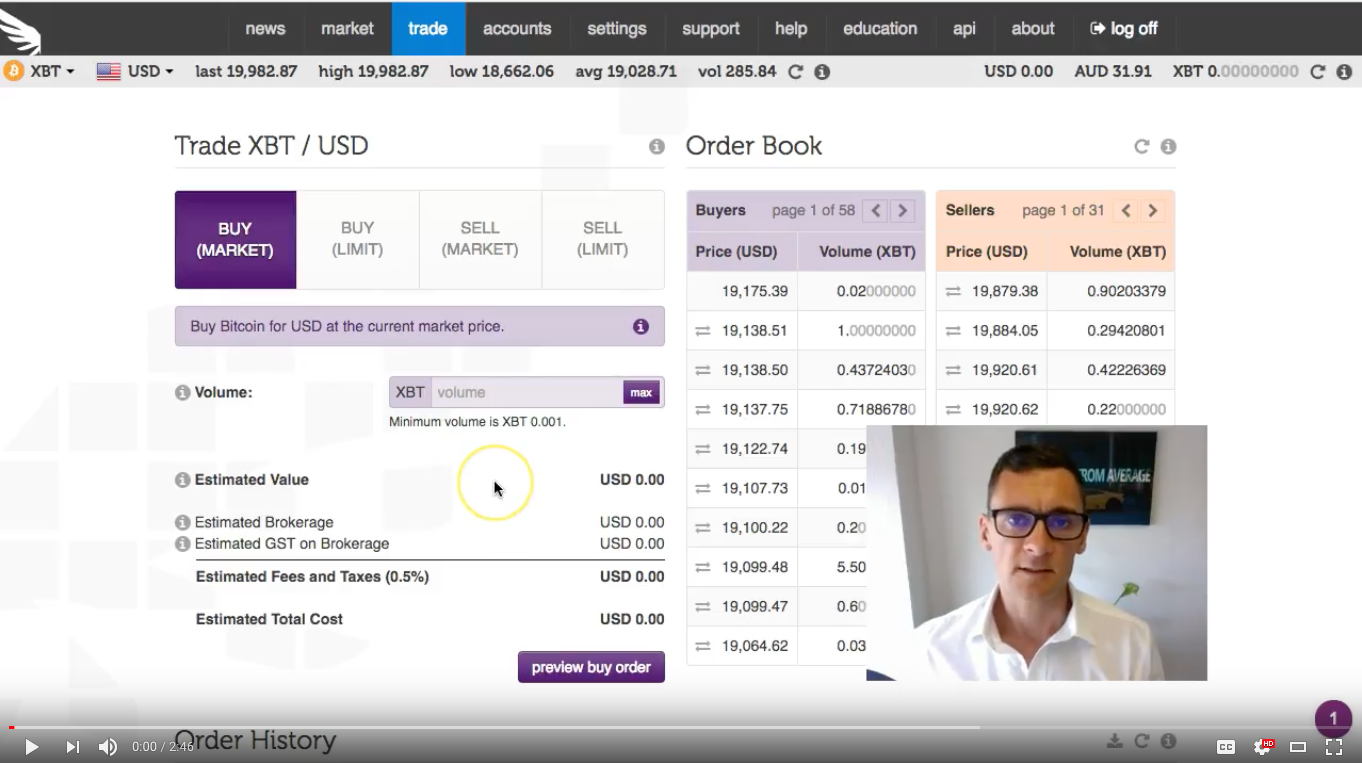 news market trade accounts settings support help education api about log off
XBT USD last 19,982.87 high 19,982.87 low 18,662.06 avg 19,028.71 vol 285.84 USD 0.00 AUD 31.91 XBT 0.00000000
Trade XBT / USD
BUY (MARKET)
BUY (LIMIT)
SELL (MARKET)
SELL (LIMIT)
Buy Bitcoin for USD at the current market price.
Volume: XBT volume max
Minimum volume is XBT 0.001.
Estimated Value USD 0.00
Estimated Brokerage USD 0.00
Estimated GST on Brokerage USD 0.00
Estimated Fees and Taxes (0.5%) USD 0.00
Estimated Total Cost USD 0.00
preview buy order
Order Book
Buyers page 1 of 58
Price (USD) Volume (XBT)
19,175.39 0.02000000
19,138.51 1.00000000
19,138.50 0.43724030
19,137.75 0.71886780
19,122.74 0.19
19,107.73 0.01
19,100.22 0.20
19,099.48 5.50
19,099.47 0.60
19,064.62 0.03
Sellers page 1 of 31
Price (USD) Volume (XBT)
19,879.38 0.90203379
19,884.05 0.29420801
19,920.61 0.42226369
19,920.62 0.22000000
FROM AVERAGE
1
Order History
0:00 / 2:46
CC HD